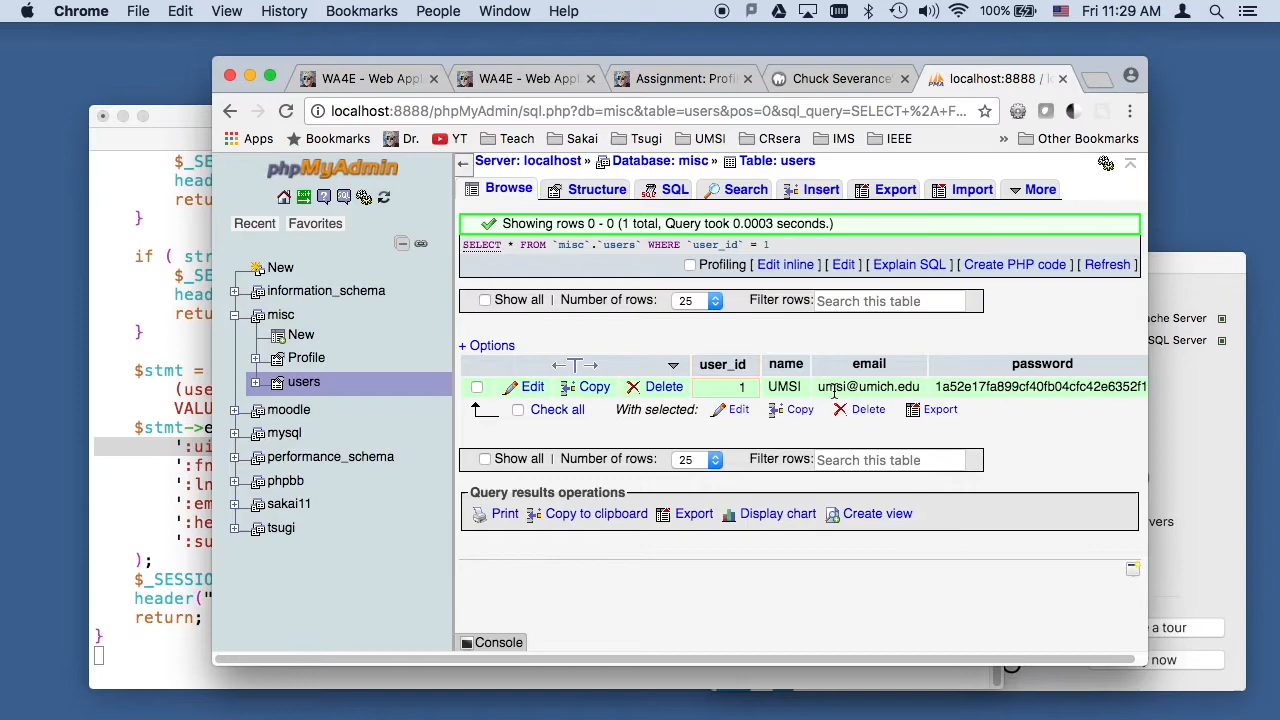 Chrome File Edit View History Bookmarks People Window Help 100% Fri 11:29 AM
WA4E - Web Appl WA4E - Web Appl Assignment: Profi Chuck Severance' localhost:8888 / lo
localhost:8888/phpMyAdmin/sql.php?db=misc&table=users&pos=0&sql_query=SELECT+%2A+F...
Apps Bookmarks Dr. YT Teach Sakai Tsugi UMSI CRsera IMS IEEE » Other Bookmarks
phpMyAdmin
Recent Favorites
New
information_schema
misc
New
Profile
users
moodle
mysql
performance_schema
phpbb
sakai11
tsugi
Server: localhost » Database: misc » Table: users
Browse Structure SQL Search Insert Export Import More
Showing rows 0 - 0 (1 total, Query took 0.0003 seconds.)
SELECT * FROM `misc`.`users` WHERE `user_id` = 1
Profiling [ Edit inline ] [ Edit ] [ Explain SQL ] [ Create PHP code ] [ Refresh ]
Show all | Number of rows: 25 Filter rows: Search this table
+ Options
user_id name email password
Edit Copy Delete 1 UMSI umsi@umich.edu 1a52e17fa899cf40fb04cfc42e6352f1
Check all With selected: Edit Copy Delete Export
Show all | Number of rows: 25 Filter rows: Search this table
Query results operations
Print Copy to clipboard Export Display chart Create view
Console
$_SE
head
retu
}
if ( str
$_SE
head
retu
}
$stmt =
(use
VALU
$stmt->e
':ui
':fn
':ln
':em
':he
':su
);
$_SESSIO
header("
return;
}
che Server
SQL Server
vers
a tour
now